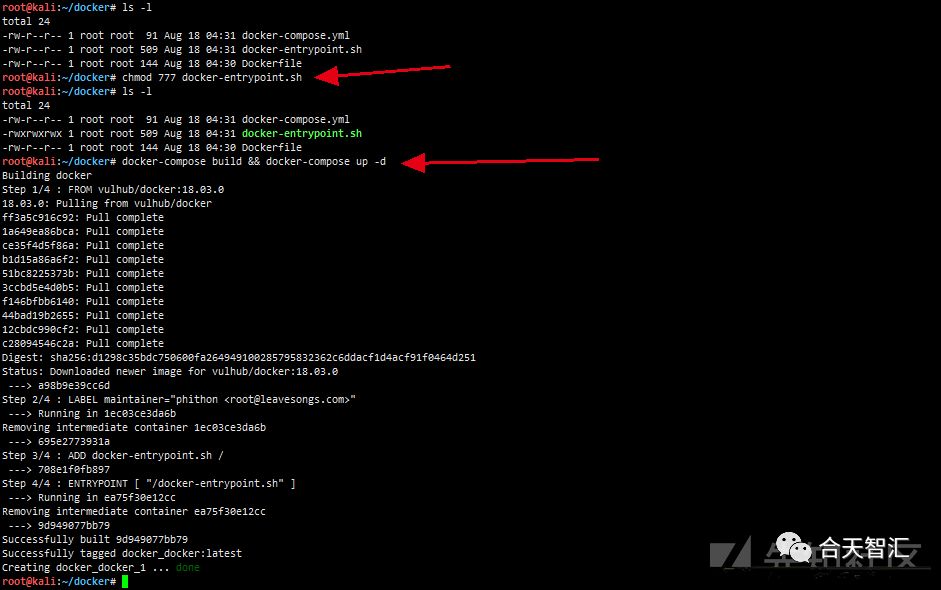 root@kali:~/docker# ls -l
total 24
-rw-r--r-- 1 root root  91 Aug 18 04:31 docker-compose.yml
-rw-r--r-- 1 root root 509 Aug 18 04:31 docker-entrypoint.sh
-rw-r--r-- 1 root root 144 Aug 18 04:30 Dockerfile
root@kali:~/docker# chmod 777 docker-entrypoint.sh
root@kali:~/docker# ls -l
total 24
-rw-r--r-- 1 root root  91 Aug 18 04:31 docker-compose.yml
-rwxrwxrwx 1 root root 509 Aug 18 04:31 docker-entrypoint.sh
-rw-r--r-- 1 root root 144 Aug 18 04:30 Dockerfile
root@kali:~/docker# docker-compose build && docker-compose up -d
Building docker
Step 1/4 : FROM vulhub/docker:18.03.0
18.03.0: Pulling from vulhub/docker
ff3a5c916c92: Pull complete
1a649ea86bca: Pull complete
ce35f4d5f86a: Pull complete
b1d15a86a6f2: Pull complete
51bc8225373b: Pull complete
3ccbd5e4d0b5: Pull complete
f146bfbb6140: Pull complete
44bad19b2655: Pull complete
12cbdc990cf2: Pull complete
c28094546c2a: Pull complete
Digest: sha256:d1298c35bdc750600fa264949100285795832362c6ddacf1d4acf91f0464d251
Status: Downloaded newer image for vulhub/docker:18.03.0
 ---> a98b9e39cc6d
Step 2/4 : LABEL maintainer="phithon <root@leavesongs.com>"
 ---> Running in 1ec03ce3da6b
Removing intermediate container 1ec03ce3da6b
 ---> 695e2773931a
Step 3/4 : ADD docker-entrypoint.sh /
 ---> 708e1f0fb897
Step 4/4 : ENTRYPOINT [ "/docker-entrypoint.sh" ]
 ---> Running in ea75f30e12cc
Removing intermediate container ea75f30e12cc
 ---> 9d949077bb79
Successfully built 9d949077bb79
Successfully tagged docker_docker:latest
Creating docker_docker_1 ... done
root@kali:~/docker#
合天智汇